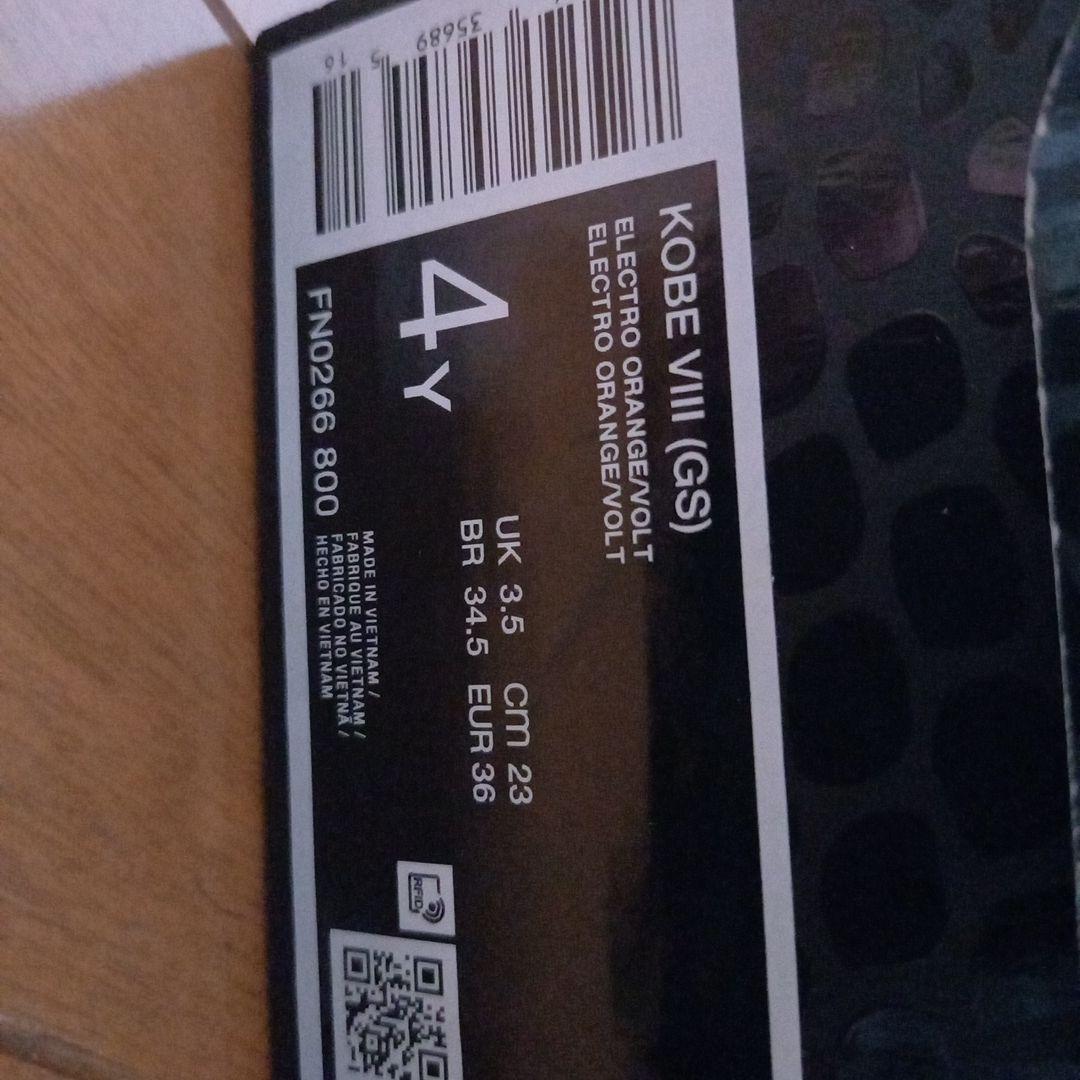 KOBE VIII (GS)
ELECTRO ORANGE/VOLT
ELECTRO ORANGE/VOLT
35689 5 16
UK 3.5 CM 23
BR 34.5 EUR 36
4Y
MADE IN VIETNAM /
FABRIQUE AU VIETNAM /
FABRICADO NO VIETNÃ /
HECHO EN VIETNAM
FN0266 800
RFID